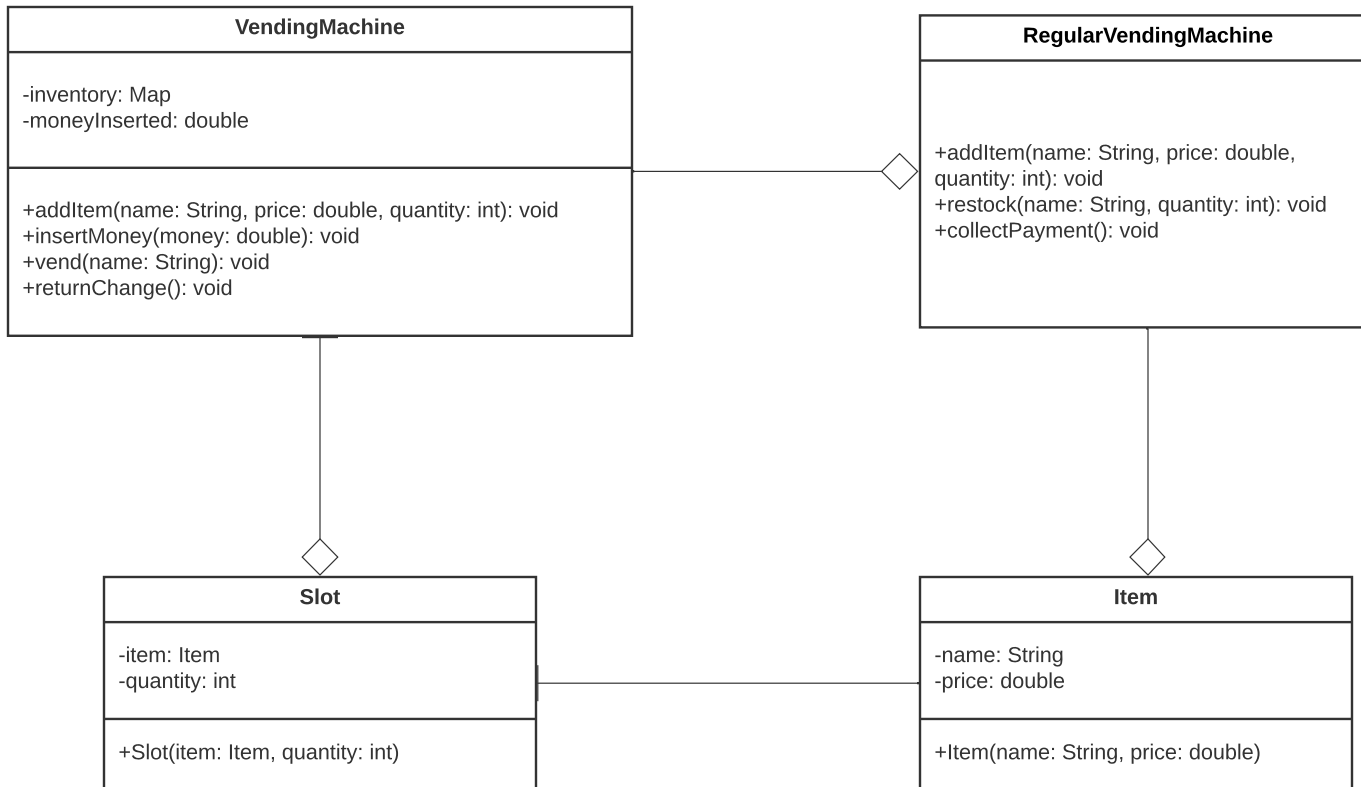 VendingMachine
-inventory: Map
-moneyInserted: double
+addItem(name: String, price: double, quantity: int): void
+insertMoney(money: double): void
+vend(name: String): void
+returnChange(): void
RegularVendingMachine
+addItem(name: String, price: double,
quantity: int): void
+restock(name: String, quantity: int): void
+collectPayment(): void
Slot
-item: Item
-quantity: int
+Slot(item: Item, quantity: int)
Item
-name: String
-price: double
+Item(name: String, price: double)